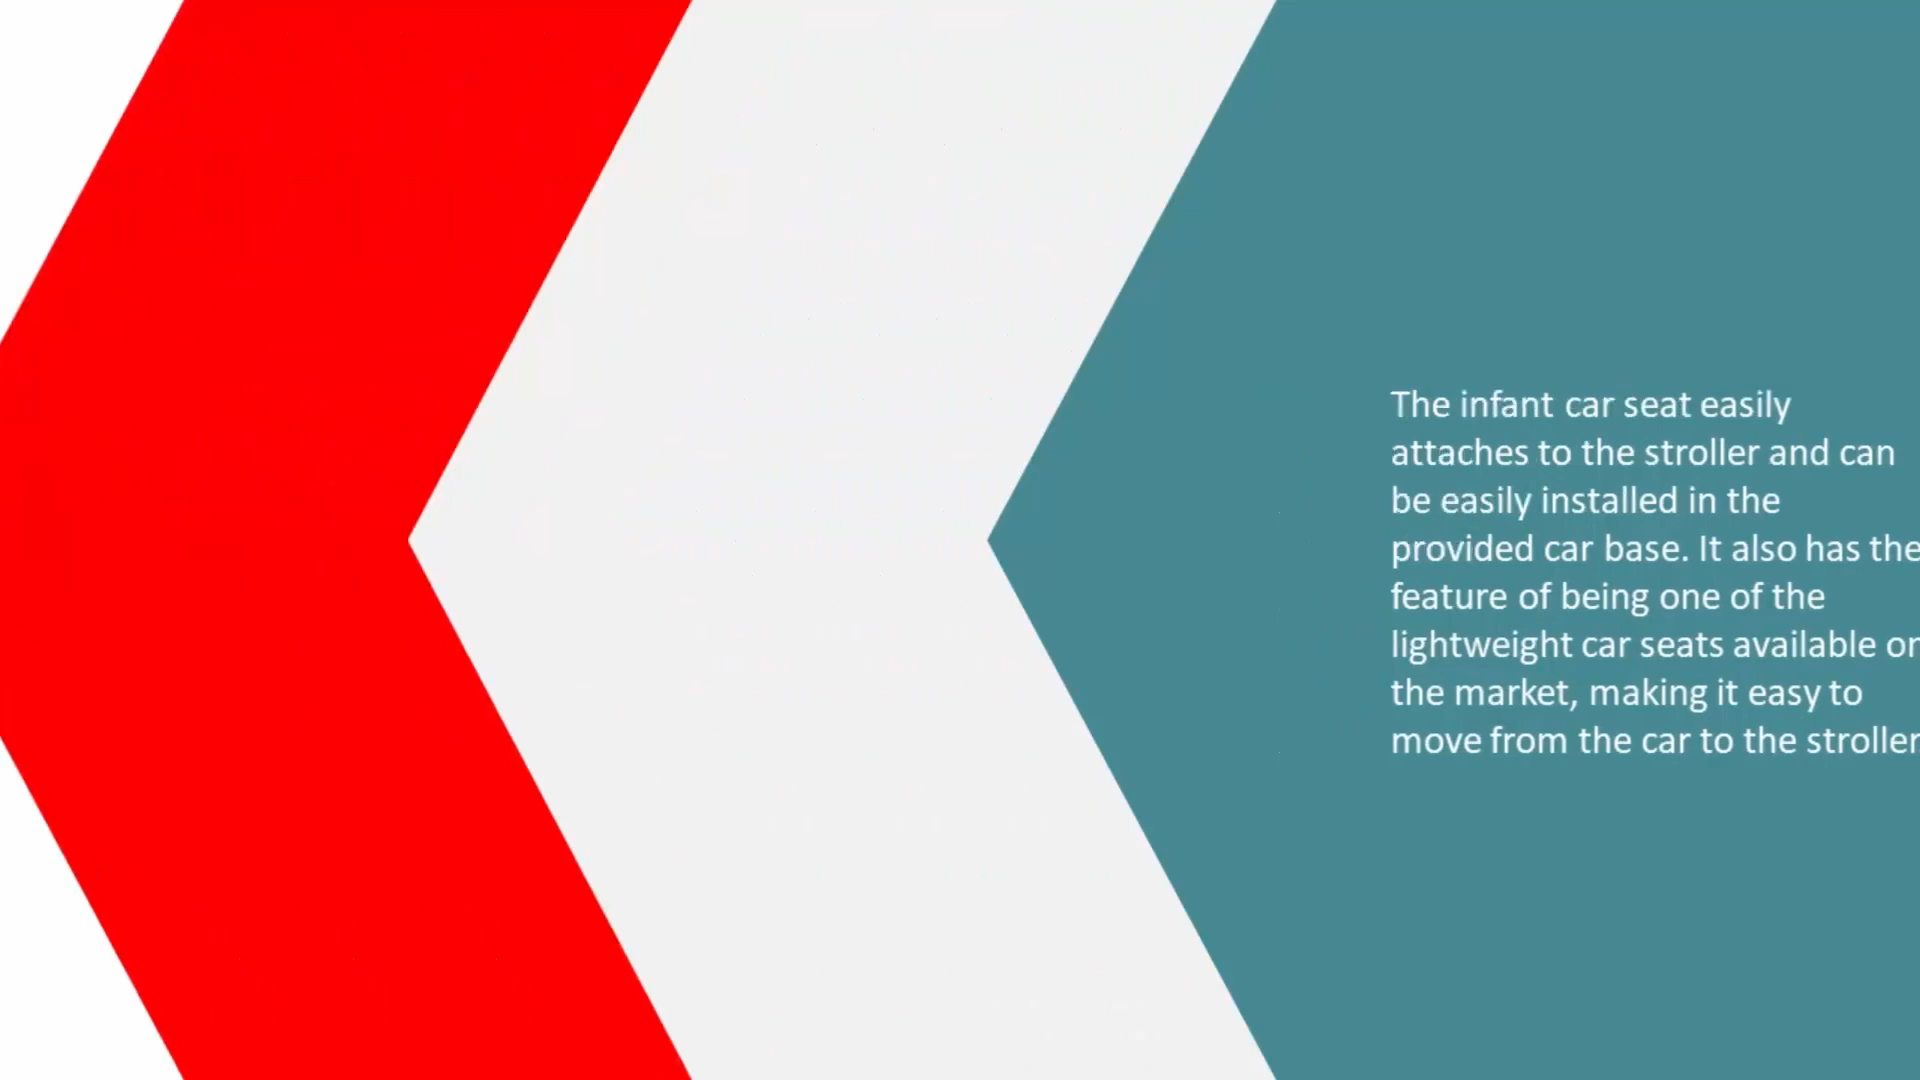 The infant car seat easily
attaches to the stroller and can
be easily installed in the
provided car base. It also has the
feature of being one of the
lightweight car seats available on
the market, making it easy to
move from the car to the stroller